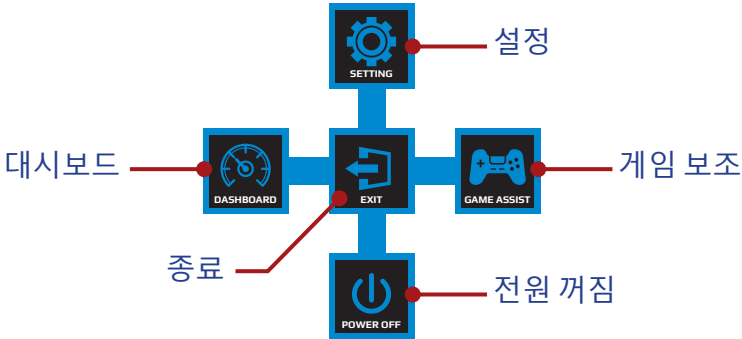 설정
SETTING
대시보드
DASHBOARD
EXIT
GAME ASSIST
게임 보조
종료
POWER OFF
전원 꺼짐